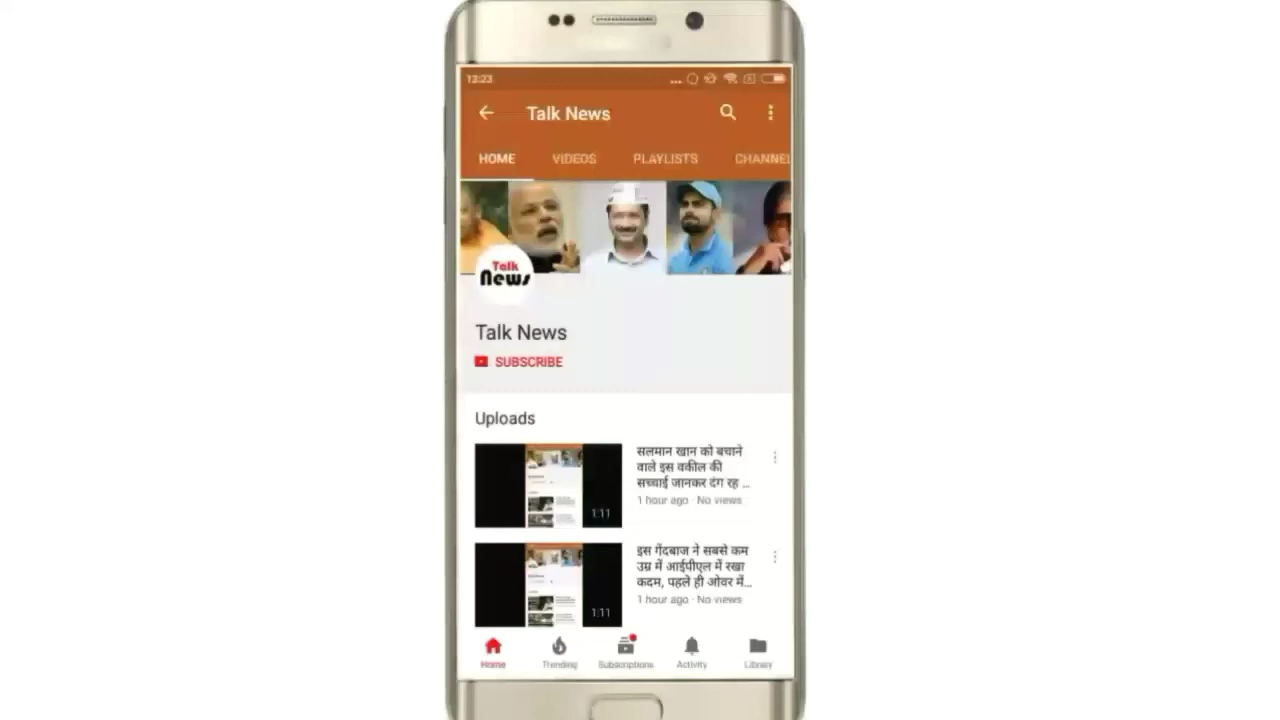 13:23
Talk News
HOME VIDEOS PLAYLISTS CHANNEL
Talk
News
Talk News
SUBSCRIBE
Uploads
सलमान खान को बचाने
वाले इस वकील की
सच्चाई जानकर दंग रह ...
1 hour ago · No views
1:11
इस गेंदबाज ने सबसे कम
उम्र में आईपीएल में रखा
कदम, पहले ही ओवर में...
1 hour ago · No views
1:11
Home Trending Subscriptions Activity Library